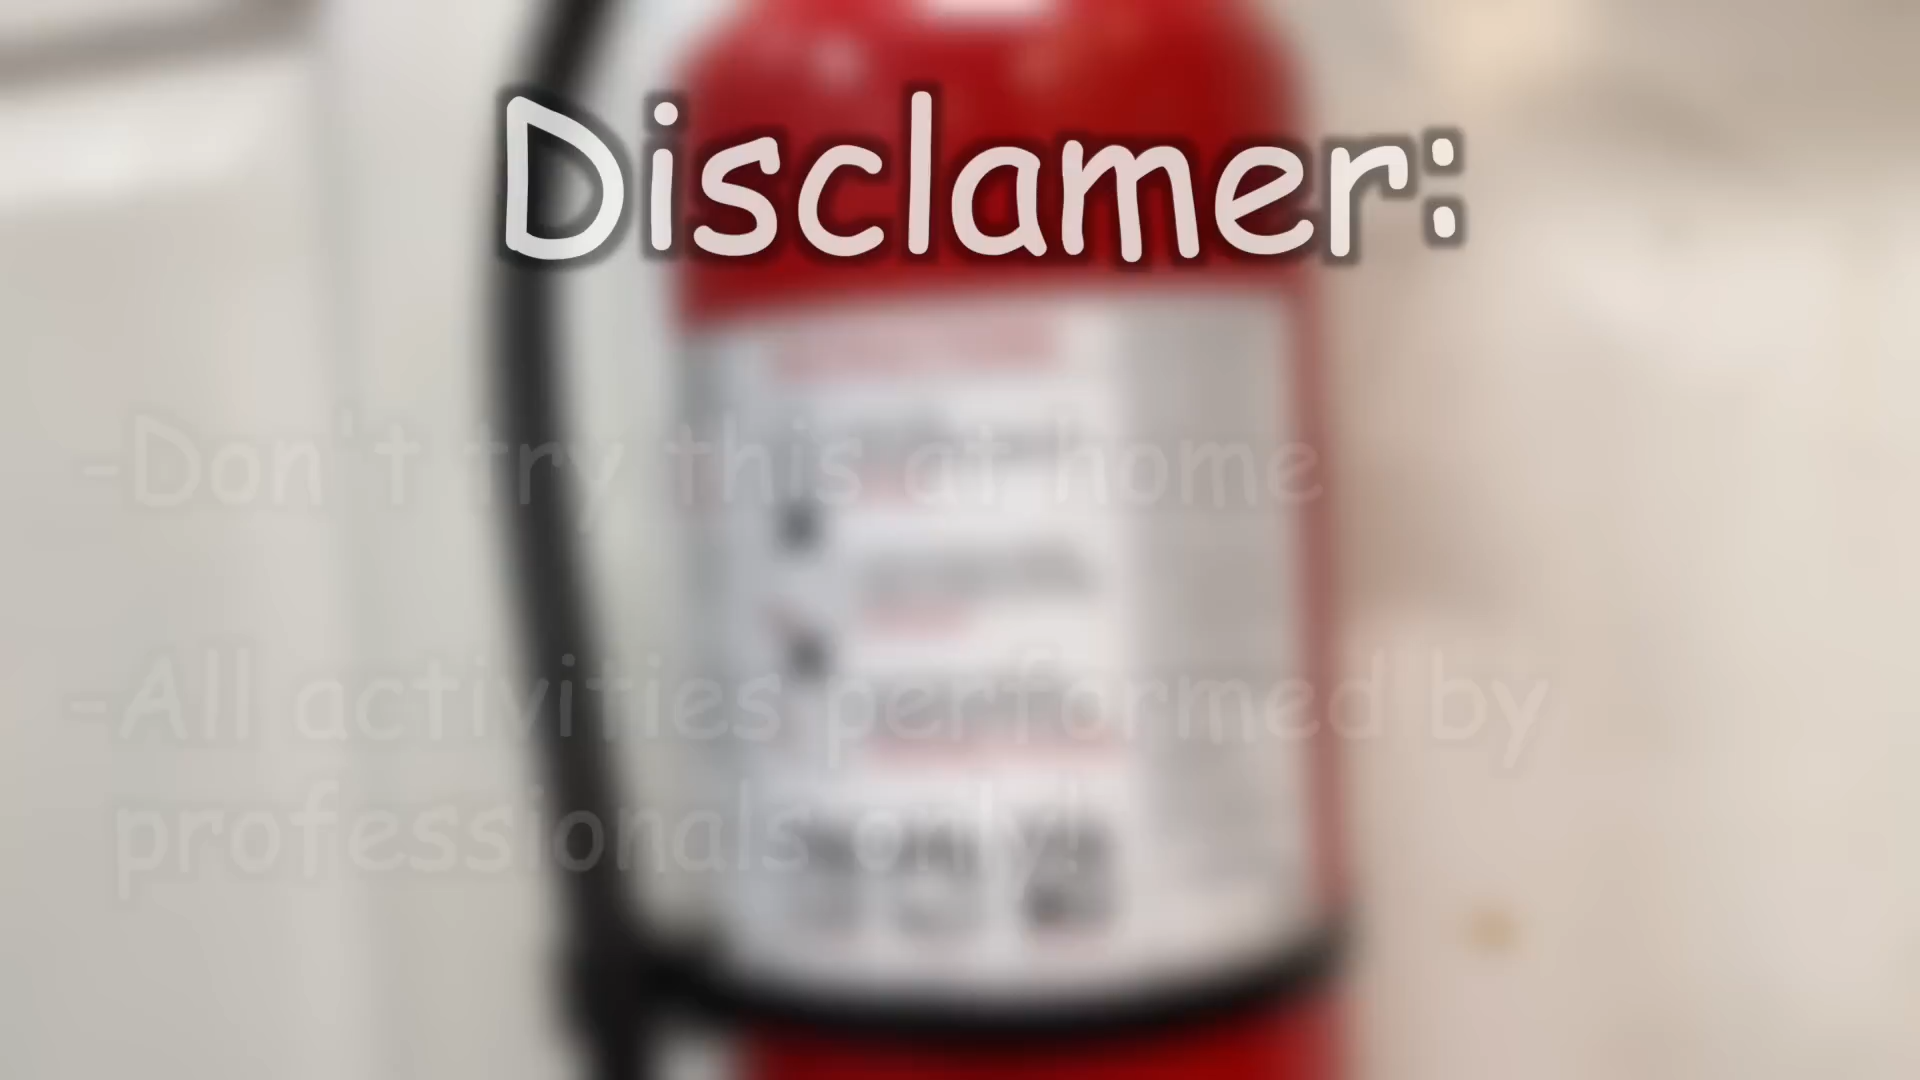 Disclamer:
-Don't try this at home
-All activities performed by
professionals only!